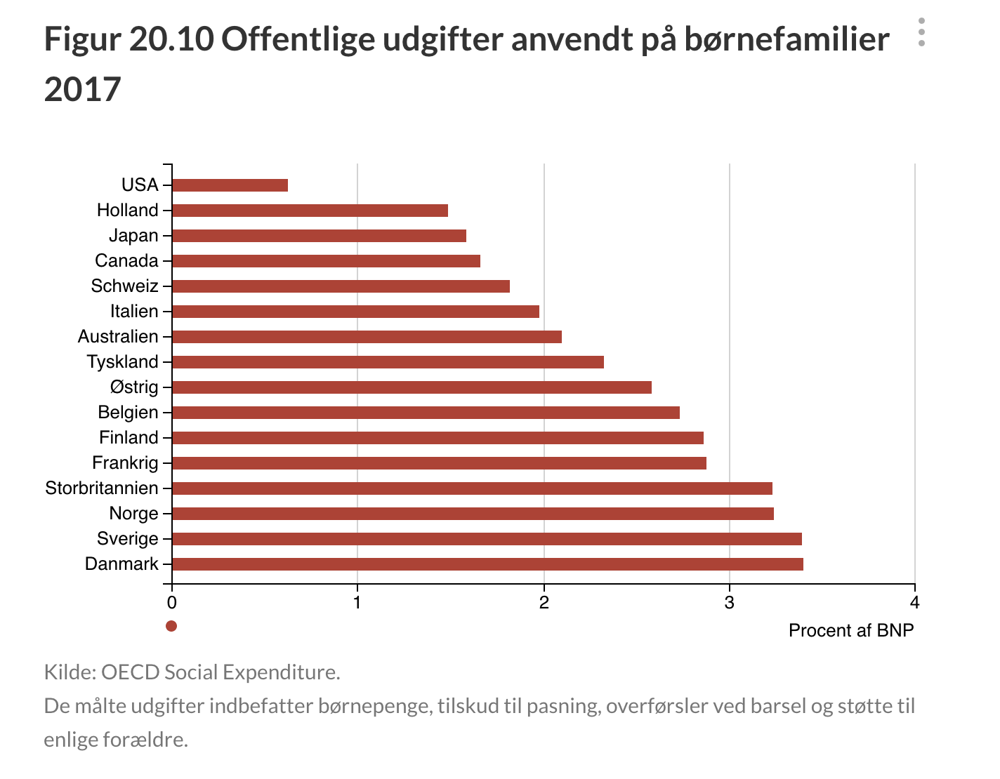 Figur 20.10 Offentlige udgifter anvendt på børnefamilier
2017
USA
Holland
Japan
Canada
Schweiz
Italien
Australien
Tyskland
Østrig
Belgien
Finland
Frankrig
Storbritannien
Norge
Sverige
Danmark
0 1 2 3 4
Procent af BNP
Kilde: OECD Social Expenditure.
De målte udgifter indbefatter børnepenge, tilskud til pasning, overførsler ved barsel og støtte til
enlige forældre.